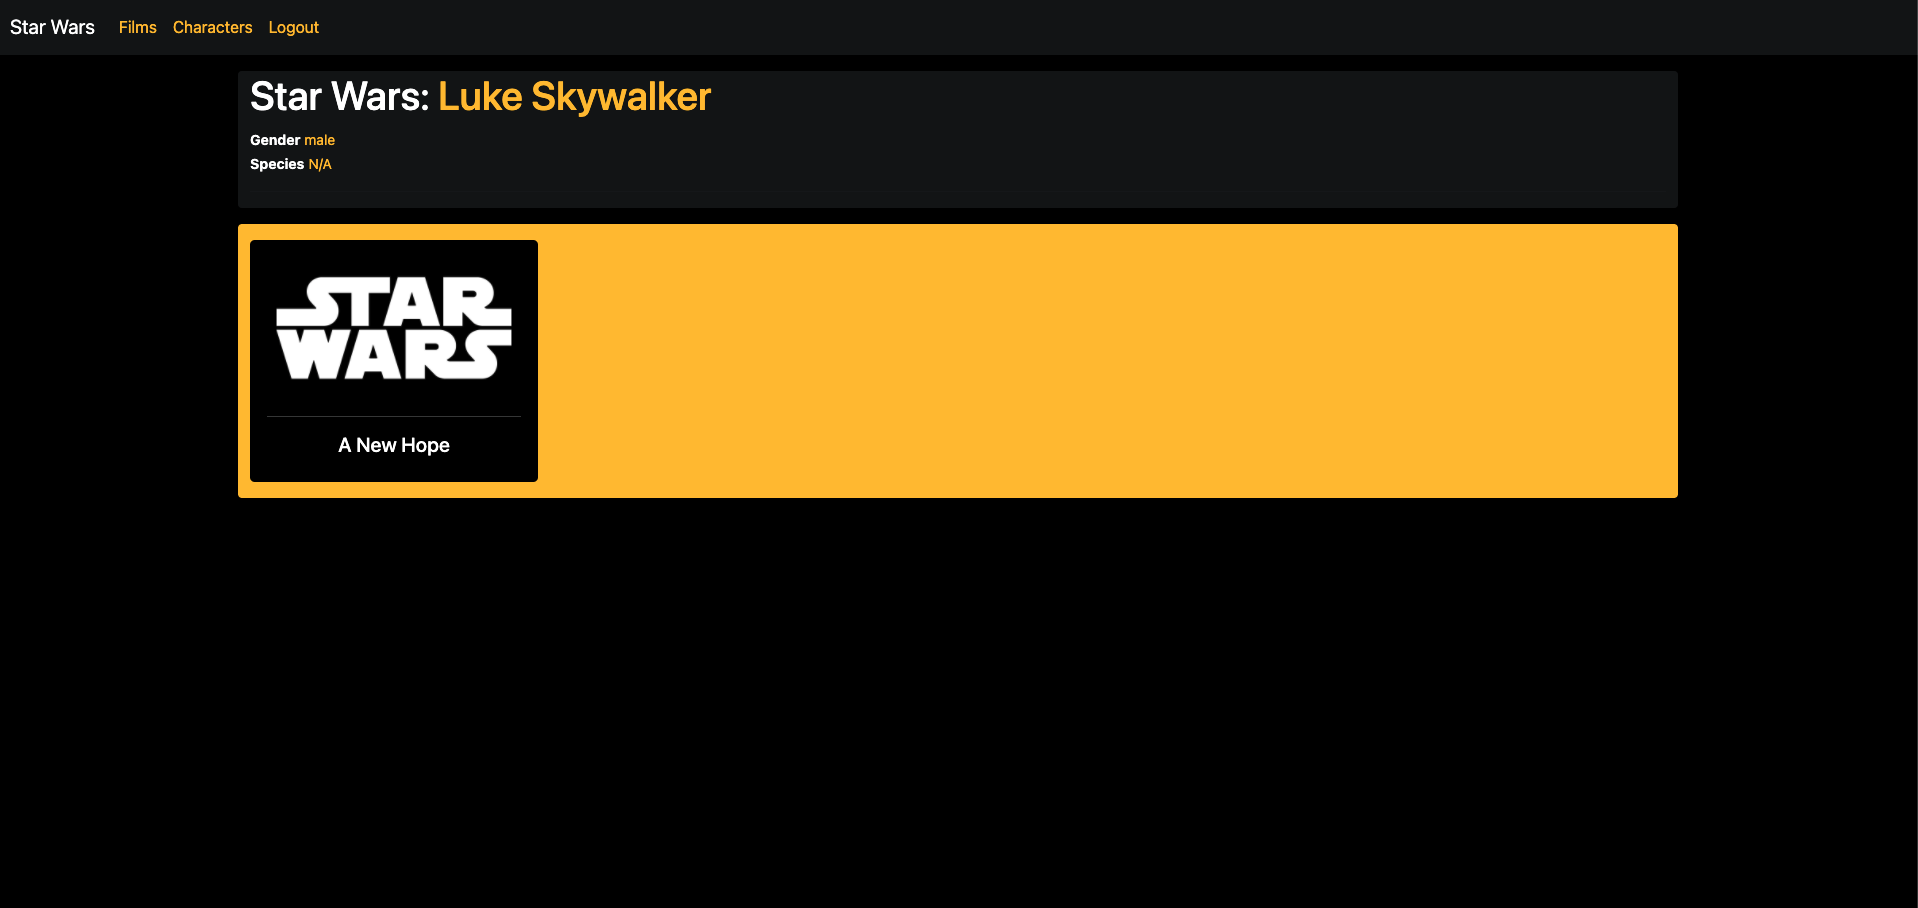 Star Wars Films Characters Logout
Star Wars: Luke Skywalker
Gender male
Species N/A
STAR
WARS
A New Hope